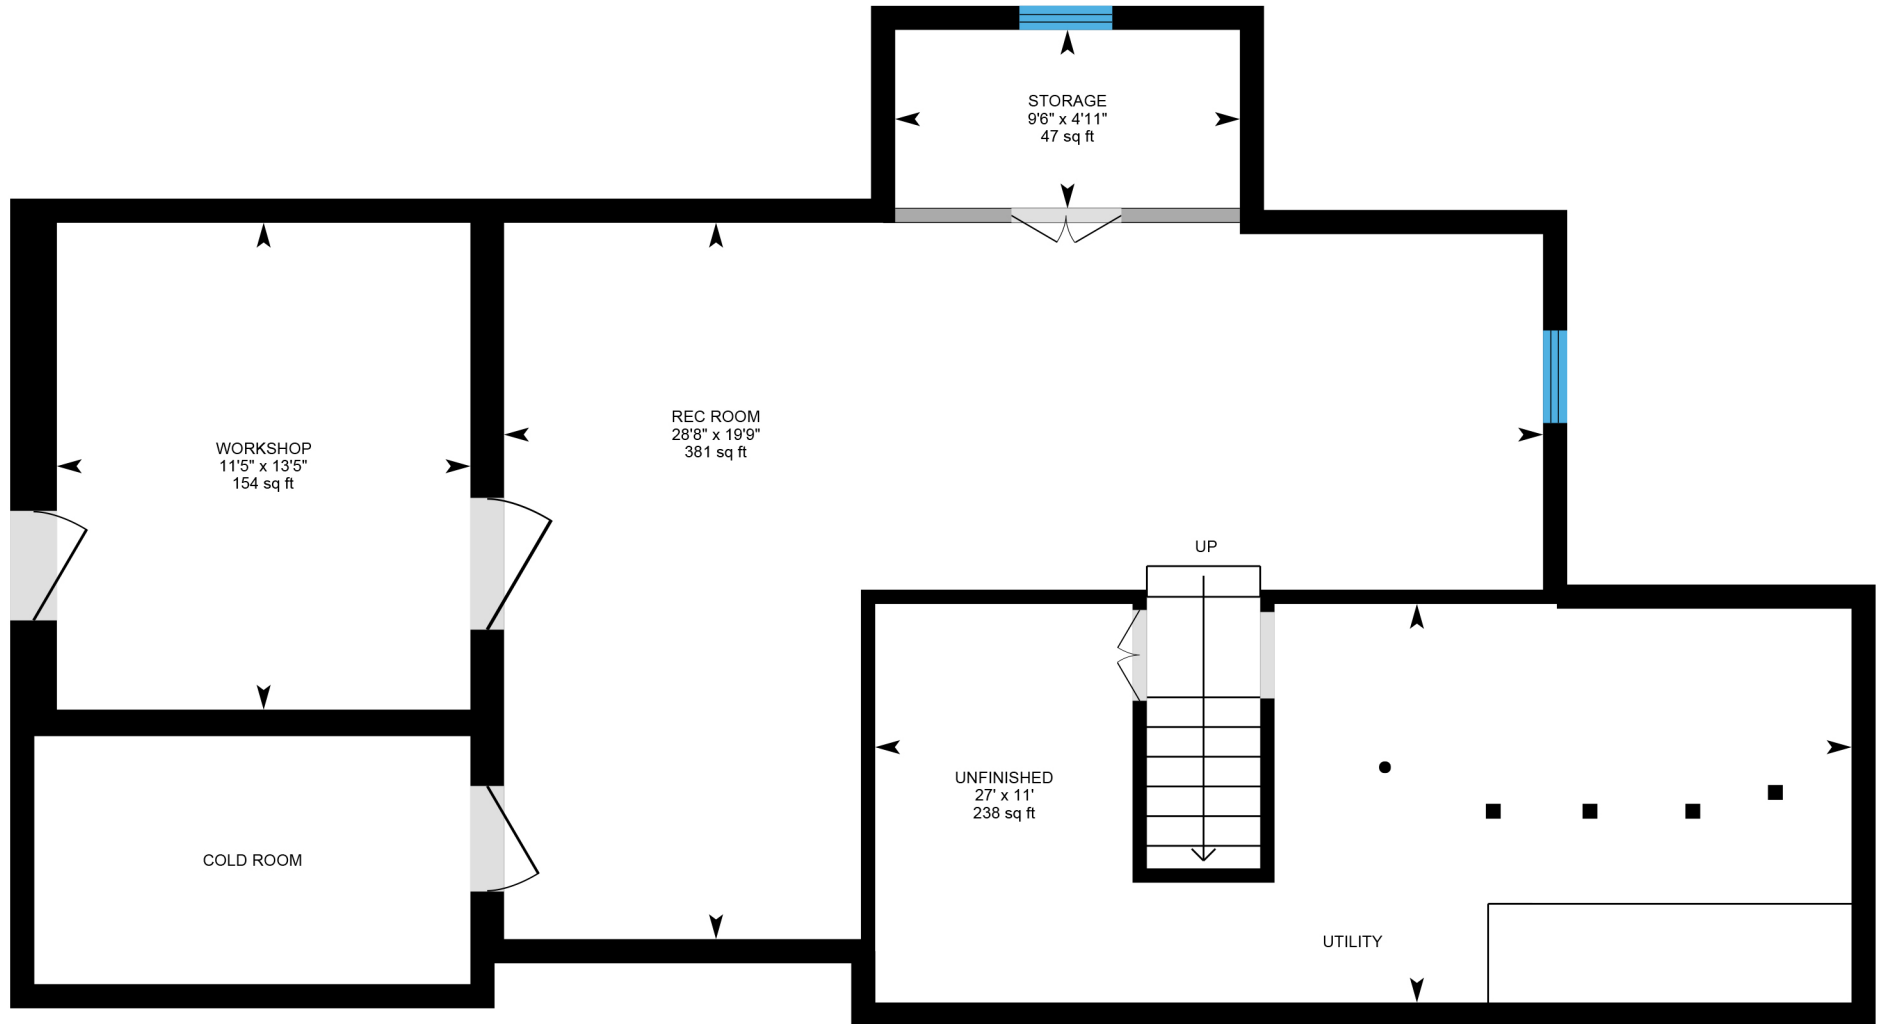 STORAGE
9'6" x 4'11"
47 sq ft
REC ROOM
28'8" x 19'9"
381 sq ft
WORKSHOP
11'5" x 13'5"
154 sq ft
UP
UNFINISHED
27' x 11'
238 sq ft
COLD ROOM
UTILITY